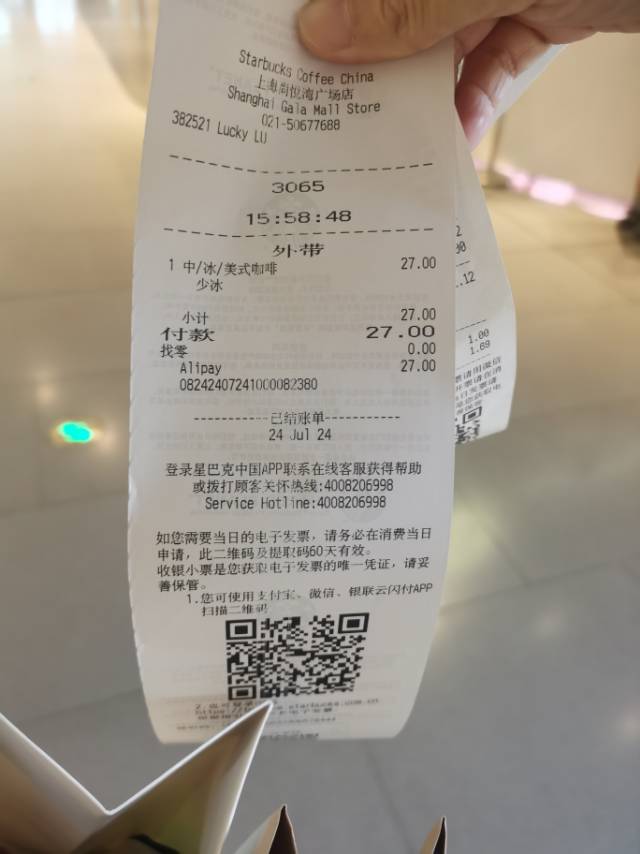 Starbucks Coffee China
上海尚悦湾广场店
Shanghai Gala Mall Store
021-50677688
382521 Lucky LU
3065
15:58:48
外带
1 中/冰/美式咖啡 27.00
少冰
小计 27.00
付款 27.00
找零 0.00
Alipay 27.00
08242407241000082380
已结账单
24 Jul 24
登录星巴克中国APP联系在线客服获得帮助
或拨打顾客关怀热线:4008206998
Service Hotline:4008206998
如您需要当日的电子发票，请务必在消费当日
申请，此二维码及提取码60天有效。
收银小票是您获取电子发票的唯一凭证，请妥
善保管。
1.您可使用支付宝、微信、银联云闪付APP
扫描二维码
1.00
1.69